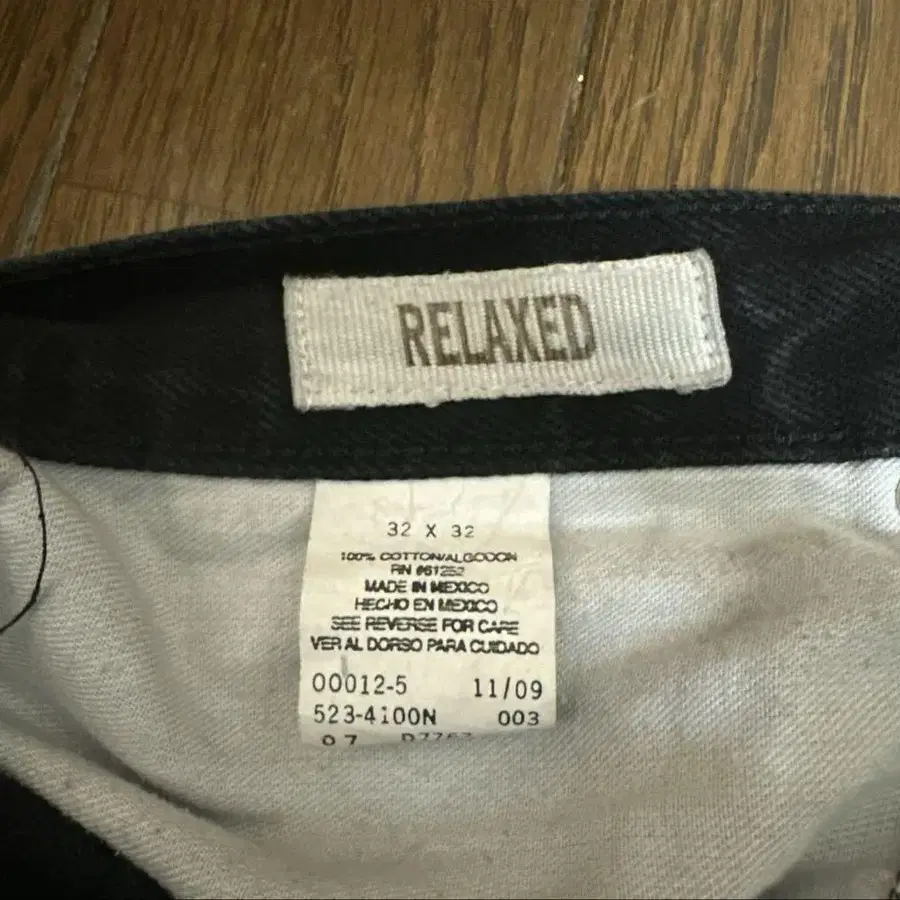 RELAXED
32 X 32
100% COTTON/ALGODON
RN #61252
MADE IN MEXICO
HECHO EN MEXICO
SEE REVERSE FOR CARE
VER AL DORSO PARA CUIDADO
00012-5 11/09
523-4100N 003